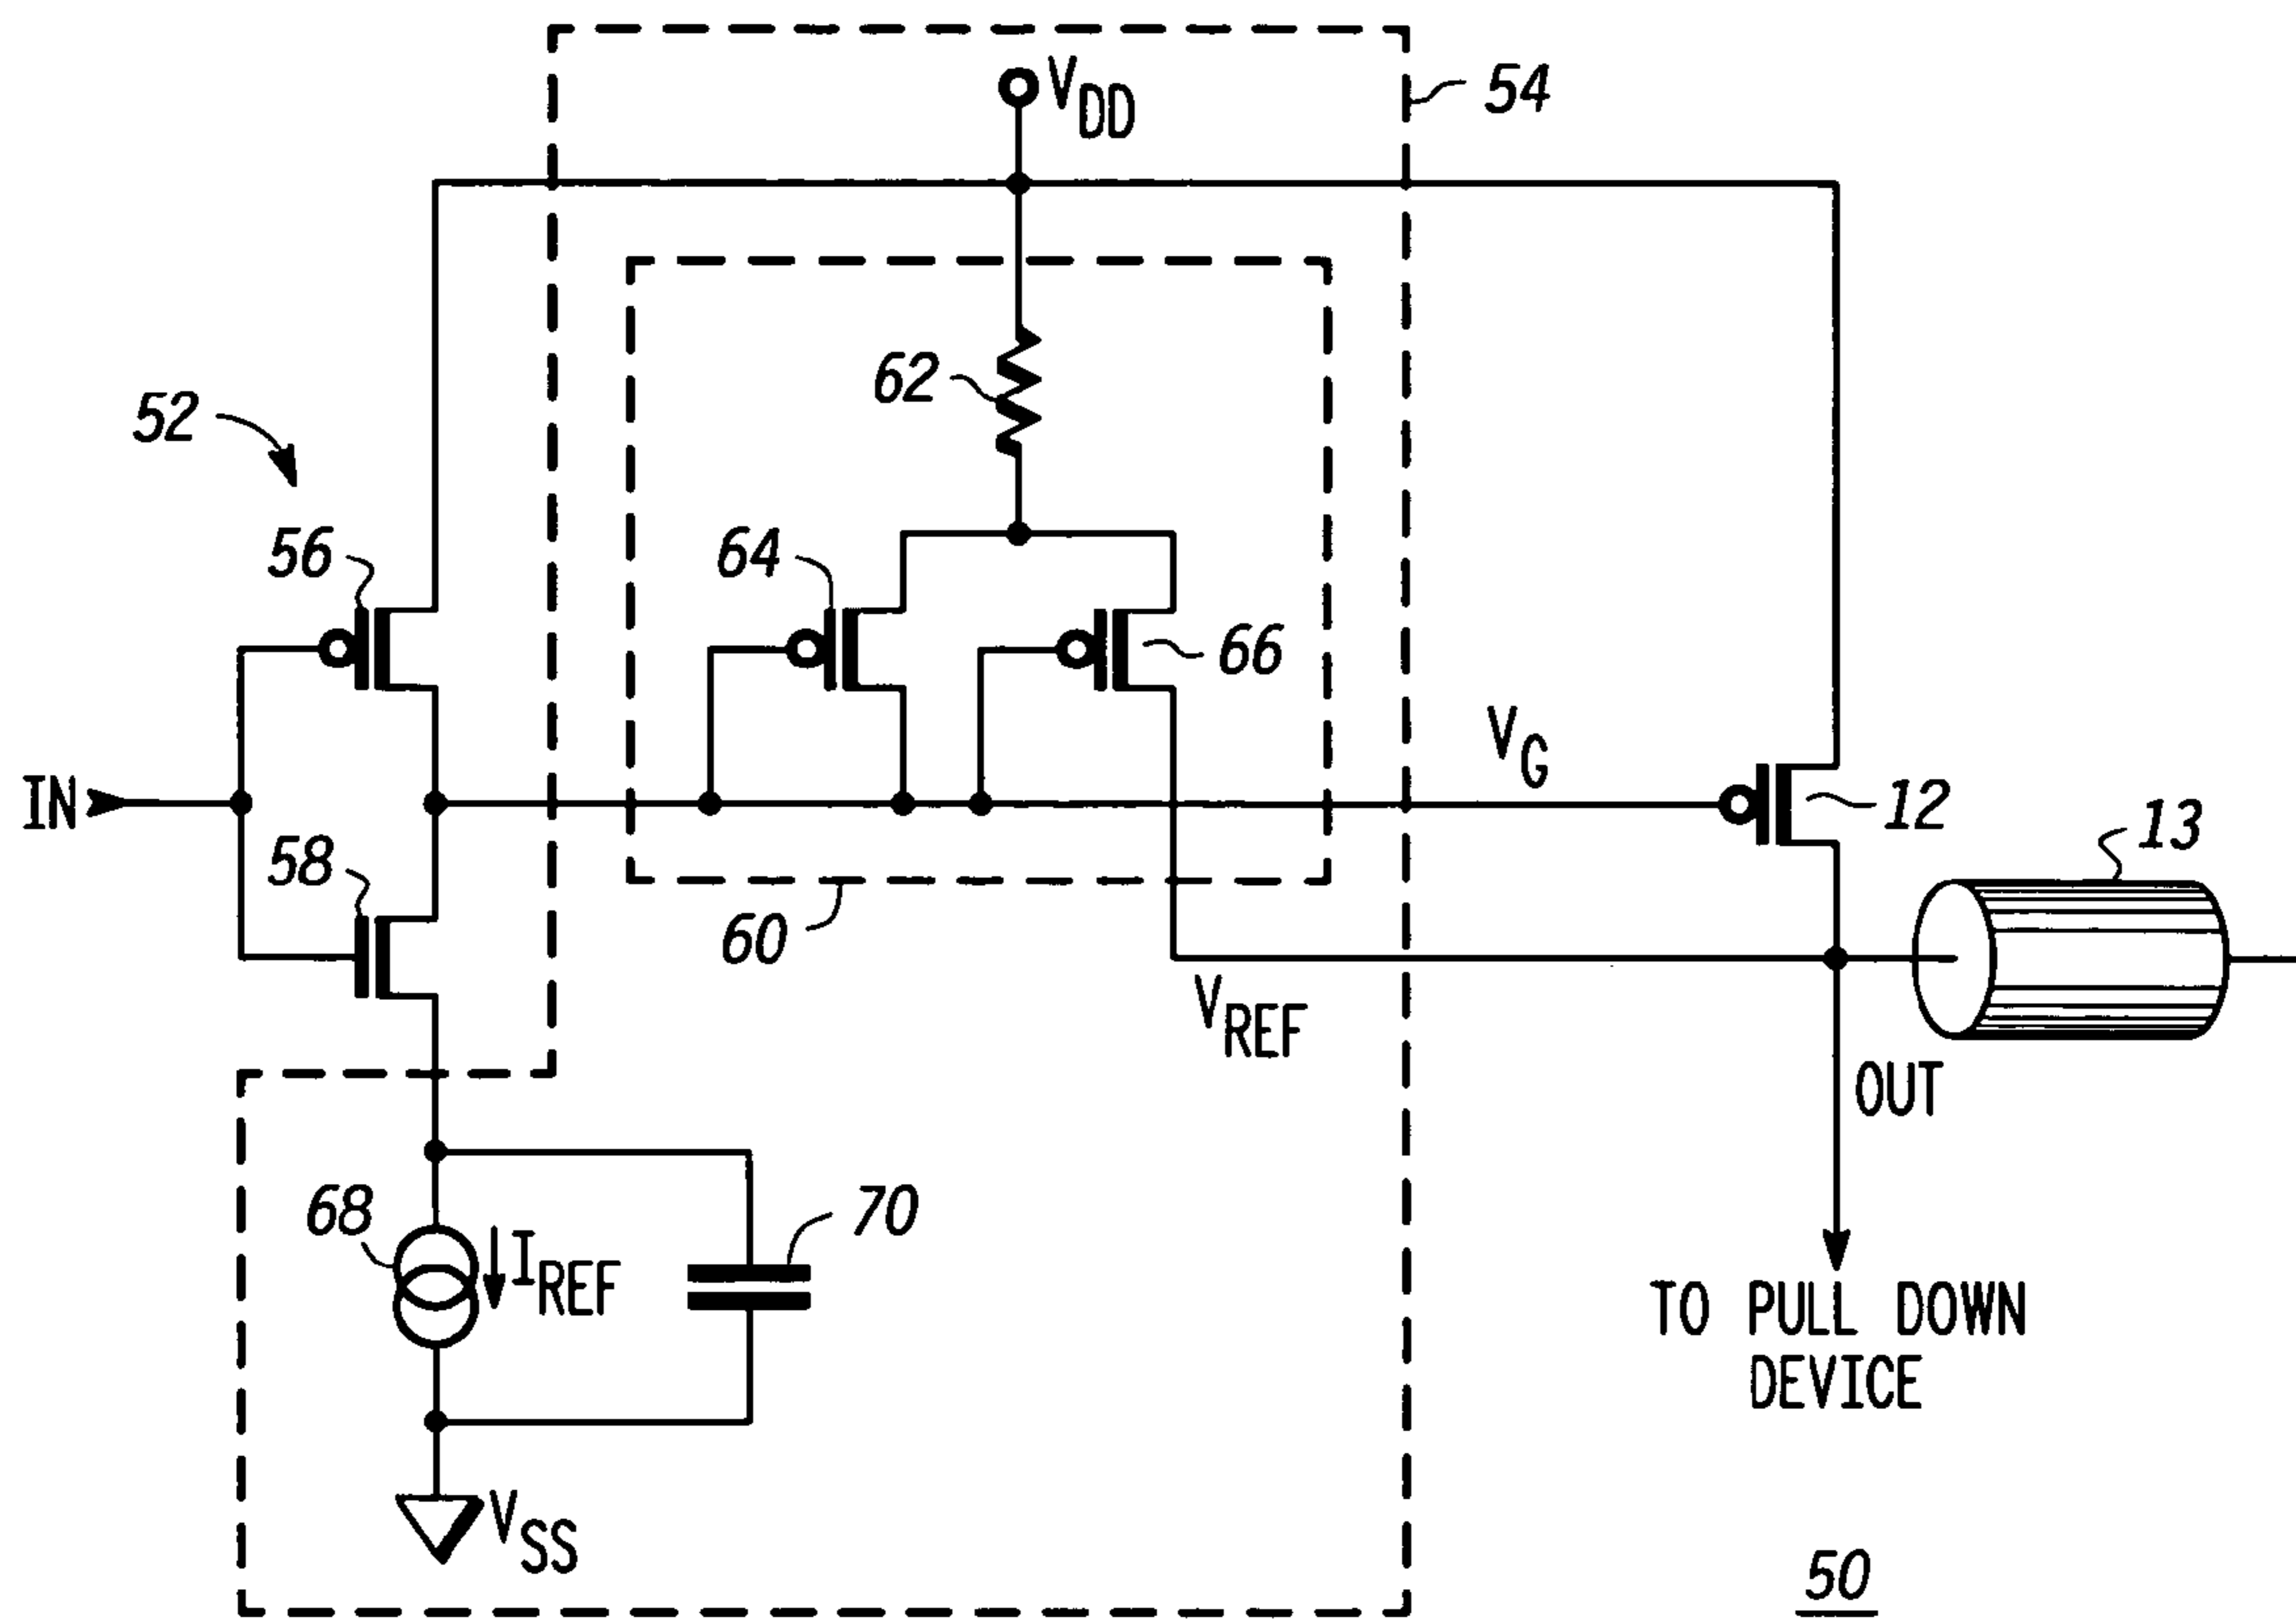 VDD
54
62
52
56
64
66
VG
IN
12
13
58
60
VREF
OUT
68
IREF
70
TO PULL DOWN
DEVICE
VSS
50